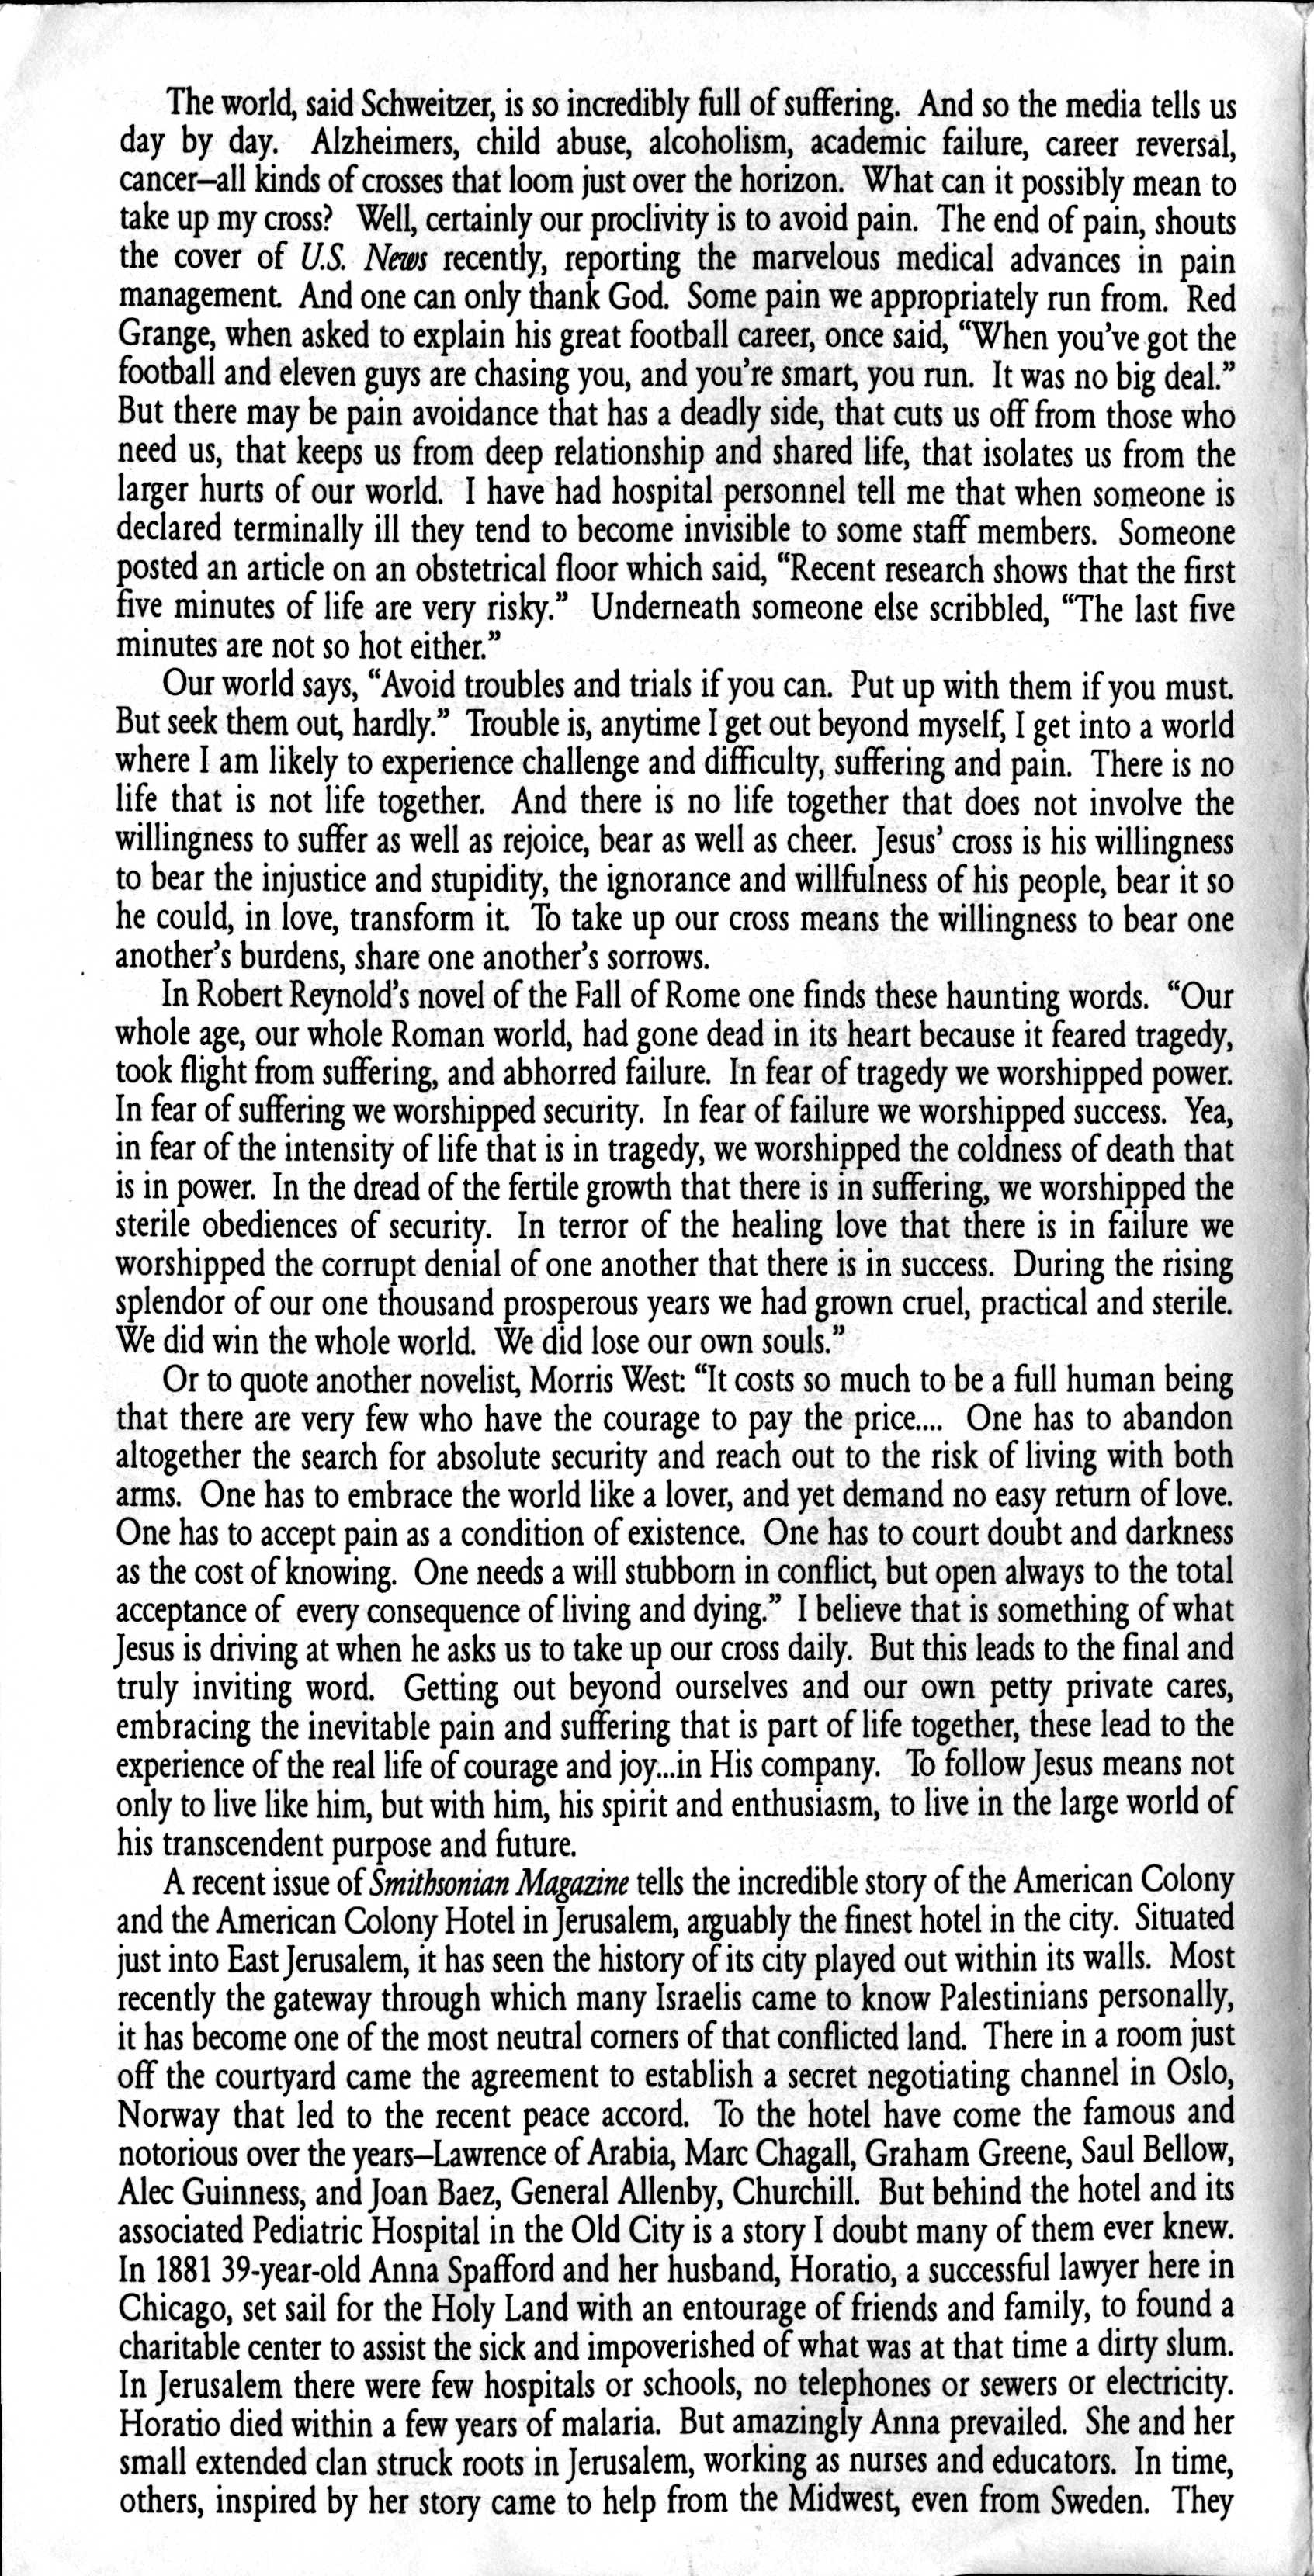 The world, said Schweitzer, is so incredibly full of suffering. And so the media tells us
day by day. Alzheimers, child abuse, alcoholism, academic failure, career reversal,
cancer–all kinds of crosses that loom just over the horizon. What can it possibly mean to
take up my cross? Well, certainly our proclivity is to avoid pain. The end of pain, shouts
the cover of U.S. News recently, reporting the marvelous medical advances in pain
management. And one can only thank God. Some pain we appropriately run from. Red
Grange, when asked to explain his great football career, once said, “When you’ve got the
football and eleven guys are chasing you, and you’re smart, you run. It was no big deal.”
But there may be pain avoidance that has a deadly side, that cuts us off from those who
need us, that keeps us from deep relationship and shared life, that isolates us from the
larger hurts of our world. I have had hospital personnel tell me that when someone is
declared terminally ill they tend to become invisible to some staff members. Someone
posted an article on an obstetrical floor which said, “Recent research shows that the first
five minutes of life are very risky.” Underneath someone else scribbled, “The last five
minutes are not so hot either.”
Our world says, “Avoid troubles and trials if you can. Put up with them if you must.
But seek them out, hardly.” Trouble is, anytime I get out beyond myself, I get into a world
where I am likely to experience challenge and difficulty, suffering and pain. There is no
life that is not life together. And there is no life together that does not involve the
willingness to suffer as well as rejoice, bear as well as cheer. Jesus’ cross is his willingness
to bear the injustice and stupidity, the ignorance and willfulness of his people, bear it so
he could, in love, transform it. To take up our cross means the willingness to bear one
another’s burdens, share one another’s sorrows.
In Robert Reynold’s novel of the Fall of Rome one finds these haunting words. “Our
whole age, our whole Roman world, had gone dead in its heart because it feared tragedy,
took flight from suffering, and abhorred failure. In fear of tragedy we worshipped power.
In fear of suffering we worshipped security. In fear of failure we worshipped success. Yea,
in fear of the intensity of life that is in tragedy, we worshipped the coldness of death that
is in power. In the dread of the fertile growth that there is in suffering, we worshipped the
sterile obediences of security. In terror of the healing love that there is in failure we
worshipped the corrupt denial of one another that there is in success. During the rising
splendor of our one thousand prosperous years we had grown cruel, practical and sterile.
We did win the whole world. We did lose our own souls.”
Or to quote another novelist, Morris West: “It costs so much to be a full human being
that there are very few who have the courage to pay the price.... One has to abandon
altogether the search for absolute security and reach out to the risk of living with both
arms. One has to embrace the world like a lover, and yet demand no easy return of love.
One has to accept pain as a condition of existence. One has to court doubt and darkness
as the cost of knowing. One needs a will stubborn in conflict, but open always to the total
acceptance of every consequence of living and dying.” I believe that is something of what
Jesus is driving at when he asks us to take up our cross daily. But this leads to the final and
truly inviting word. Getting out beyond ourselves and our own petty private cares,
embracing the inevitable pain and suffering that is part of life together, these lead to the
experience of the real life of courage and joy...in His company. To follow Jesus means not
only to live like him, but with him, his spirit and enthusiasm, to live in the large world of
his transcendent purpose and future.
A recent issue of Smithsonian Magazine tells the incredible story of the American Colony
and the American Colony Hotel in Jerusalem, arguably the finest hotel in the city. Situated
just into East Jerusalem, it has seen the history of its city played out within its walls. Most
recently the gateway through which many Israelis came to know Palestinians personally,
it has become one of the most neutral corners of that conflicted land. There in a room just
off the courtyard came the agreement to establish a secret negotiating channel in Oslo,
Norway that led to the recent peace accord. To the hotel have come the famous and
notorious over the years–Lawrence of Arabia, Marc Chagall, Graham Greene, Saul Bellow,
Alec Guinness, and Joan Baez, General Allenby, Churchill. But behind the hotel and its
associated Pediatric Hospital in the Old City is a story I doubt many of them ever knew.
In 1881 39-year-old Anna Spafford and her husband, Horatio, a successful lawyer here in
Chicago, set sail for the Holy Land with an entourage of friends and family, to found a
charitable center to assist the sick and impoverished of what was at that time a dirty slum.
In Jerusalem there were few hospitals or schools, no telephones or sewers or electricity.
Horatio died within a few years of malaria. But amazingly Anna prevailed. She and her
small extended clan struck roots in Jerusalem, working as nurses and educators. In time,
others, inspired by her story came to help from the Midwest, even from Sweden. They